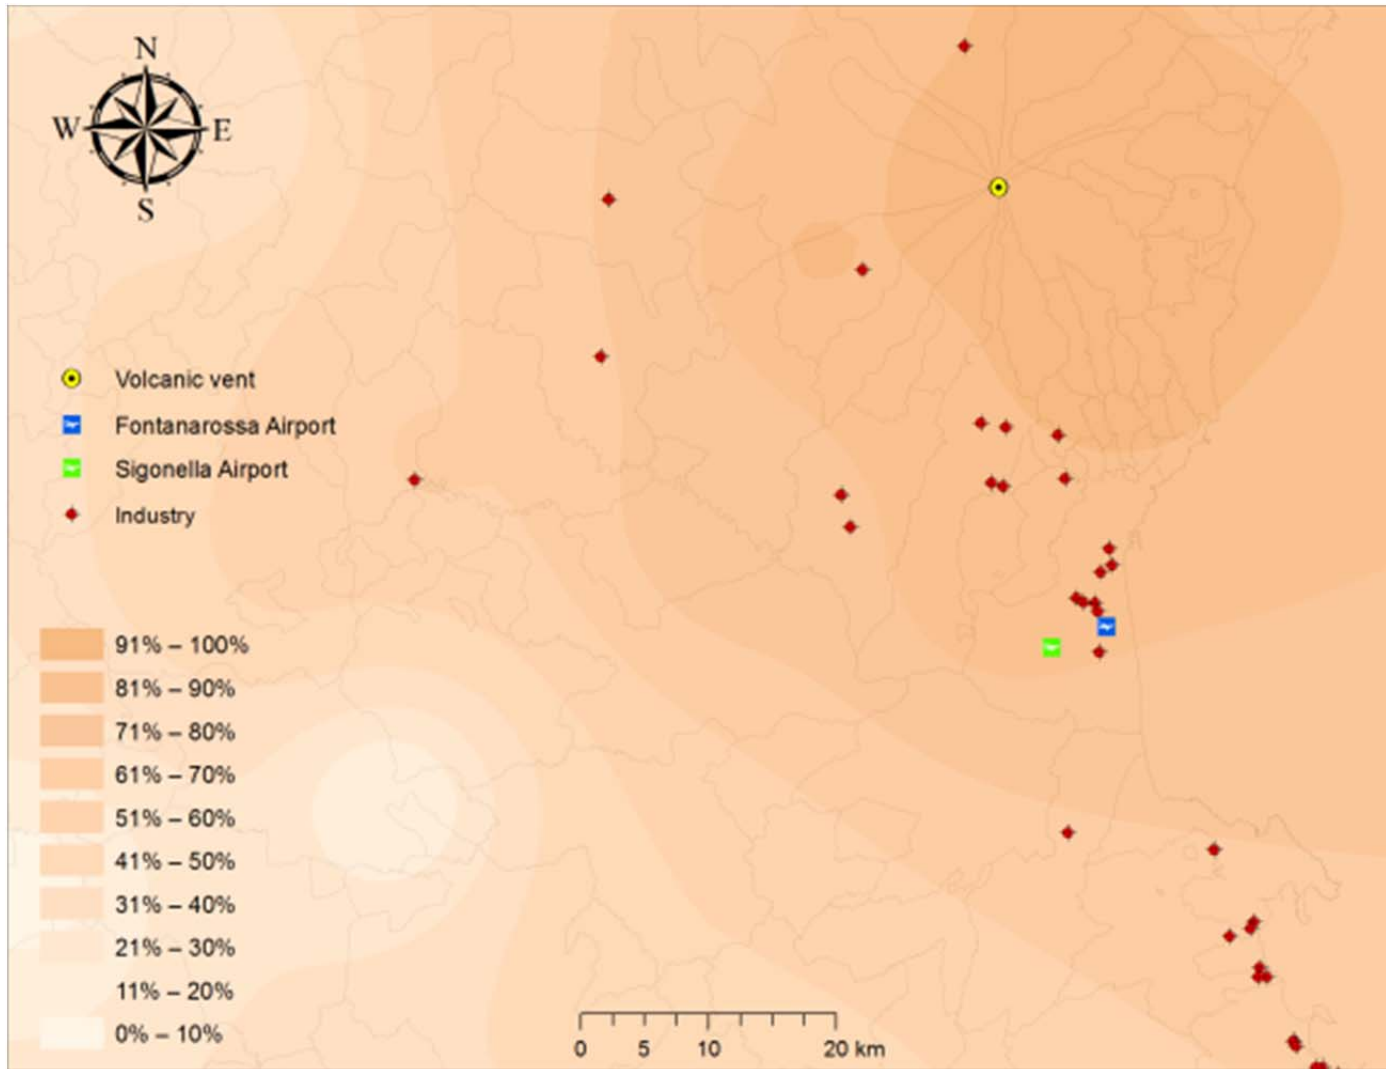 N
W E
S
Volcanic vent
Fontanarossa Airport
Sigonella Airport
Industry
91% – 100%
81% – 90%
71% – 80%
61% – 70%
51% – 60%
41% – 50%
31% – 40%
21% – 30%
11% – 20%
0% – 10%
0 5 10 20 km